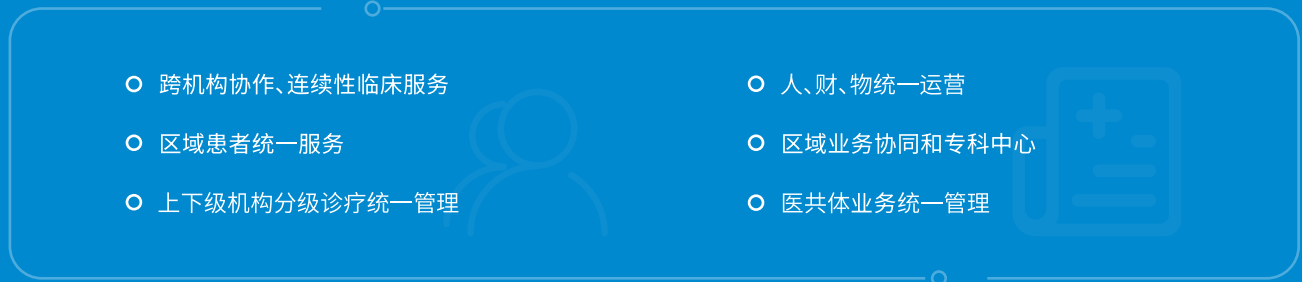 跨机构协作、连续性临床服务
区域患者统一服务
上下级机构分级诊疗统一管理
人、财、物统一运营
区域业务协同和专科中心
医共体业务统一管理